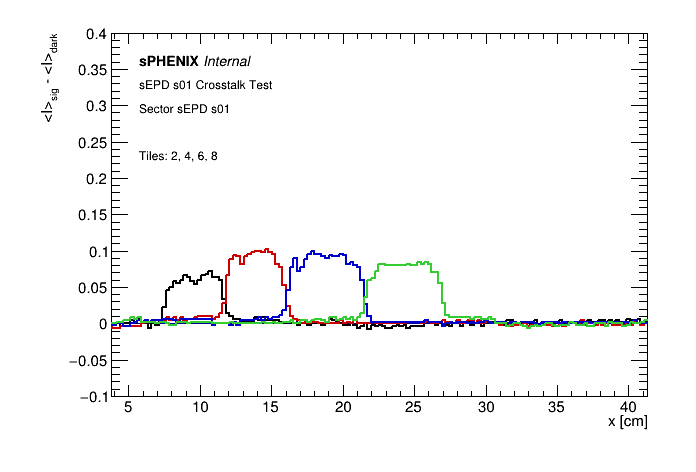 <I>sig - <I>dark
0.4
0.35
0.3
0.25
0.2
0.15
0.1
0.05
0
−0.05
−0.1
sPHENIX Internal
sEPD s01 Crosstalk Test
Sector sEPD s01
Tiles: 2, 4, 6, 8
5 10 15 20 25 30 35 40
x [cm]